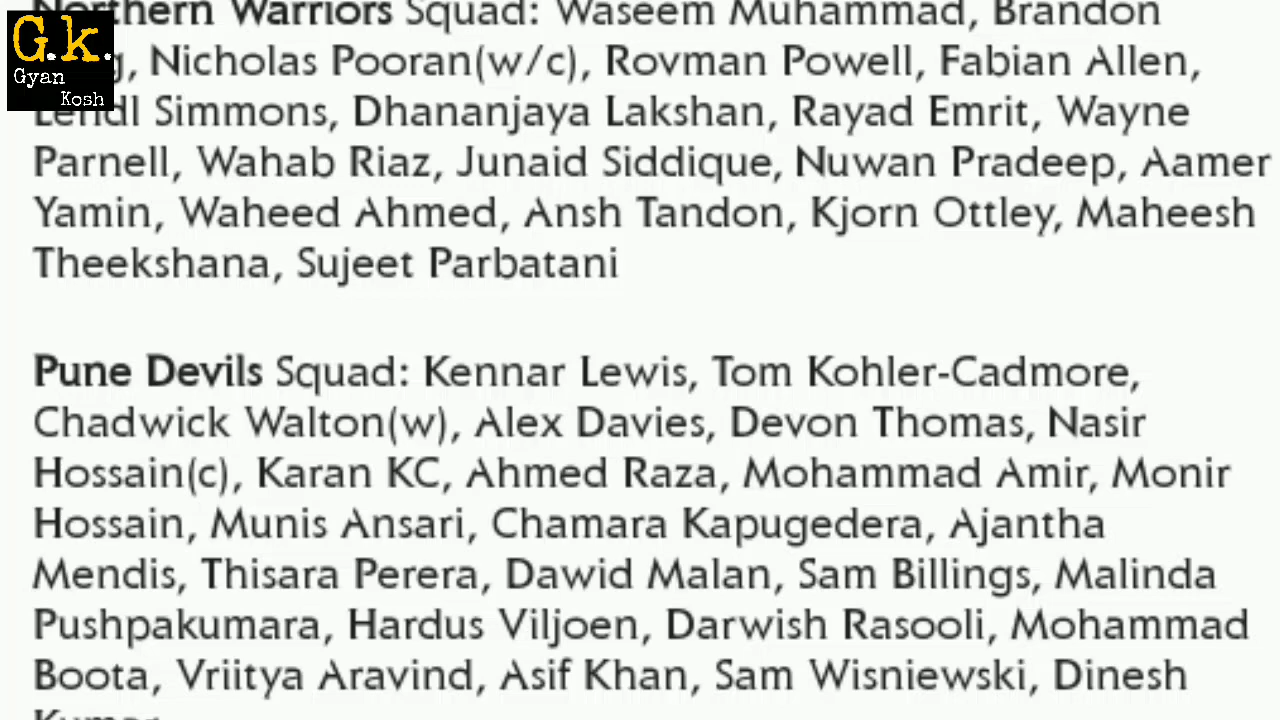 Northern Warriors Squad: Waseem Muhammad, Brandon
G.k.
Gyan
Kosh
Nicholas Pooran(w/c), Rovman Powell, Fabian Allen,
Lendl Simmons, Dhananjaya Lakshan, Rayad Emrit, Wayne
Parnell, Wahab Riaz, Junaid Siddique, Nuwan Pradeep, Aamer
Yamin, Waheed Ahmed, Ansh Tandon, Kjorn Ottley, Maheesh
Theekshana, Sujeet Parbatani
Pune Devils Squad: Kennar Lewis, Tom Kohler-Cadmore,
Chadwick Walton(w), Alex Davies, Devon Thomas, Nasir
Hossain(c), Karan KC, Ahmed Raza, Mohammad Amir, Monir
Hossain, Munis Ansari, Chamara Kapugedera, Ajantha
Mendis, Thisara Perera, Dawid Malan, Sam Billings, Malinda
Pushpakumara, Hardus Viljoen, Darwish Rasooli, Mohammad
Boota, Vriitya Aravind, Asif Khan, Sam Wisniewski, Dinesh